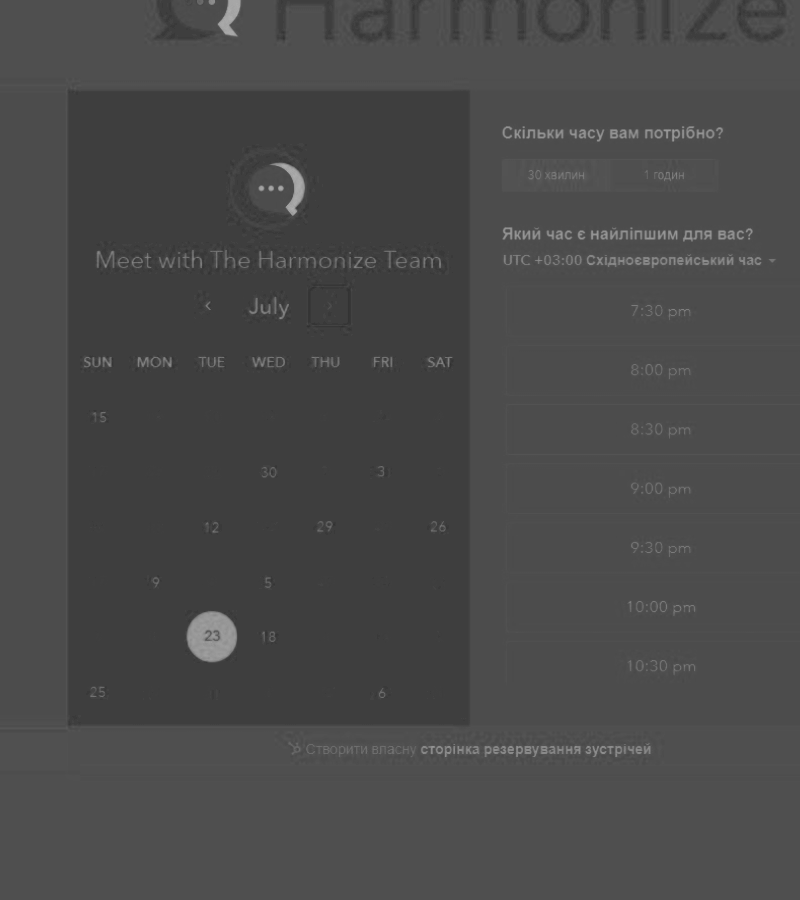 Harmonize
Meet with The Harmonize Team
July
SUN MON TUE WED THU FRI SAT
15
30 3
12 29 26
9 5
23 18
25 6
Скільки часу вам потрібно?
30 хвилин 1 годин
Який час є найліпшим для вас?
UTC +03:00 Східноєвропейський час
7:30 pm
8:00 pm
8:30 pm
9:00 pm
9:30 pm
10:00 pm
10:30 pm
Створити власну сторінка резервування зустрічей